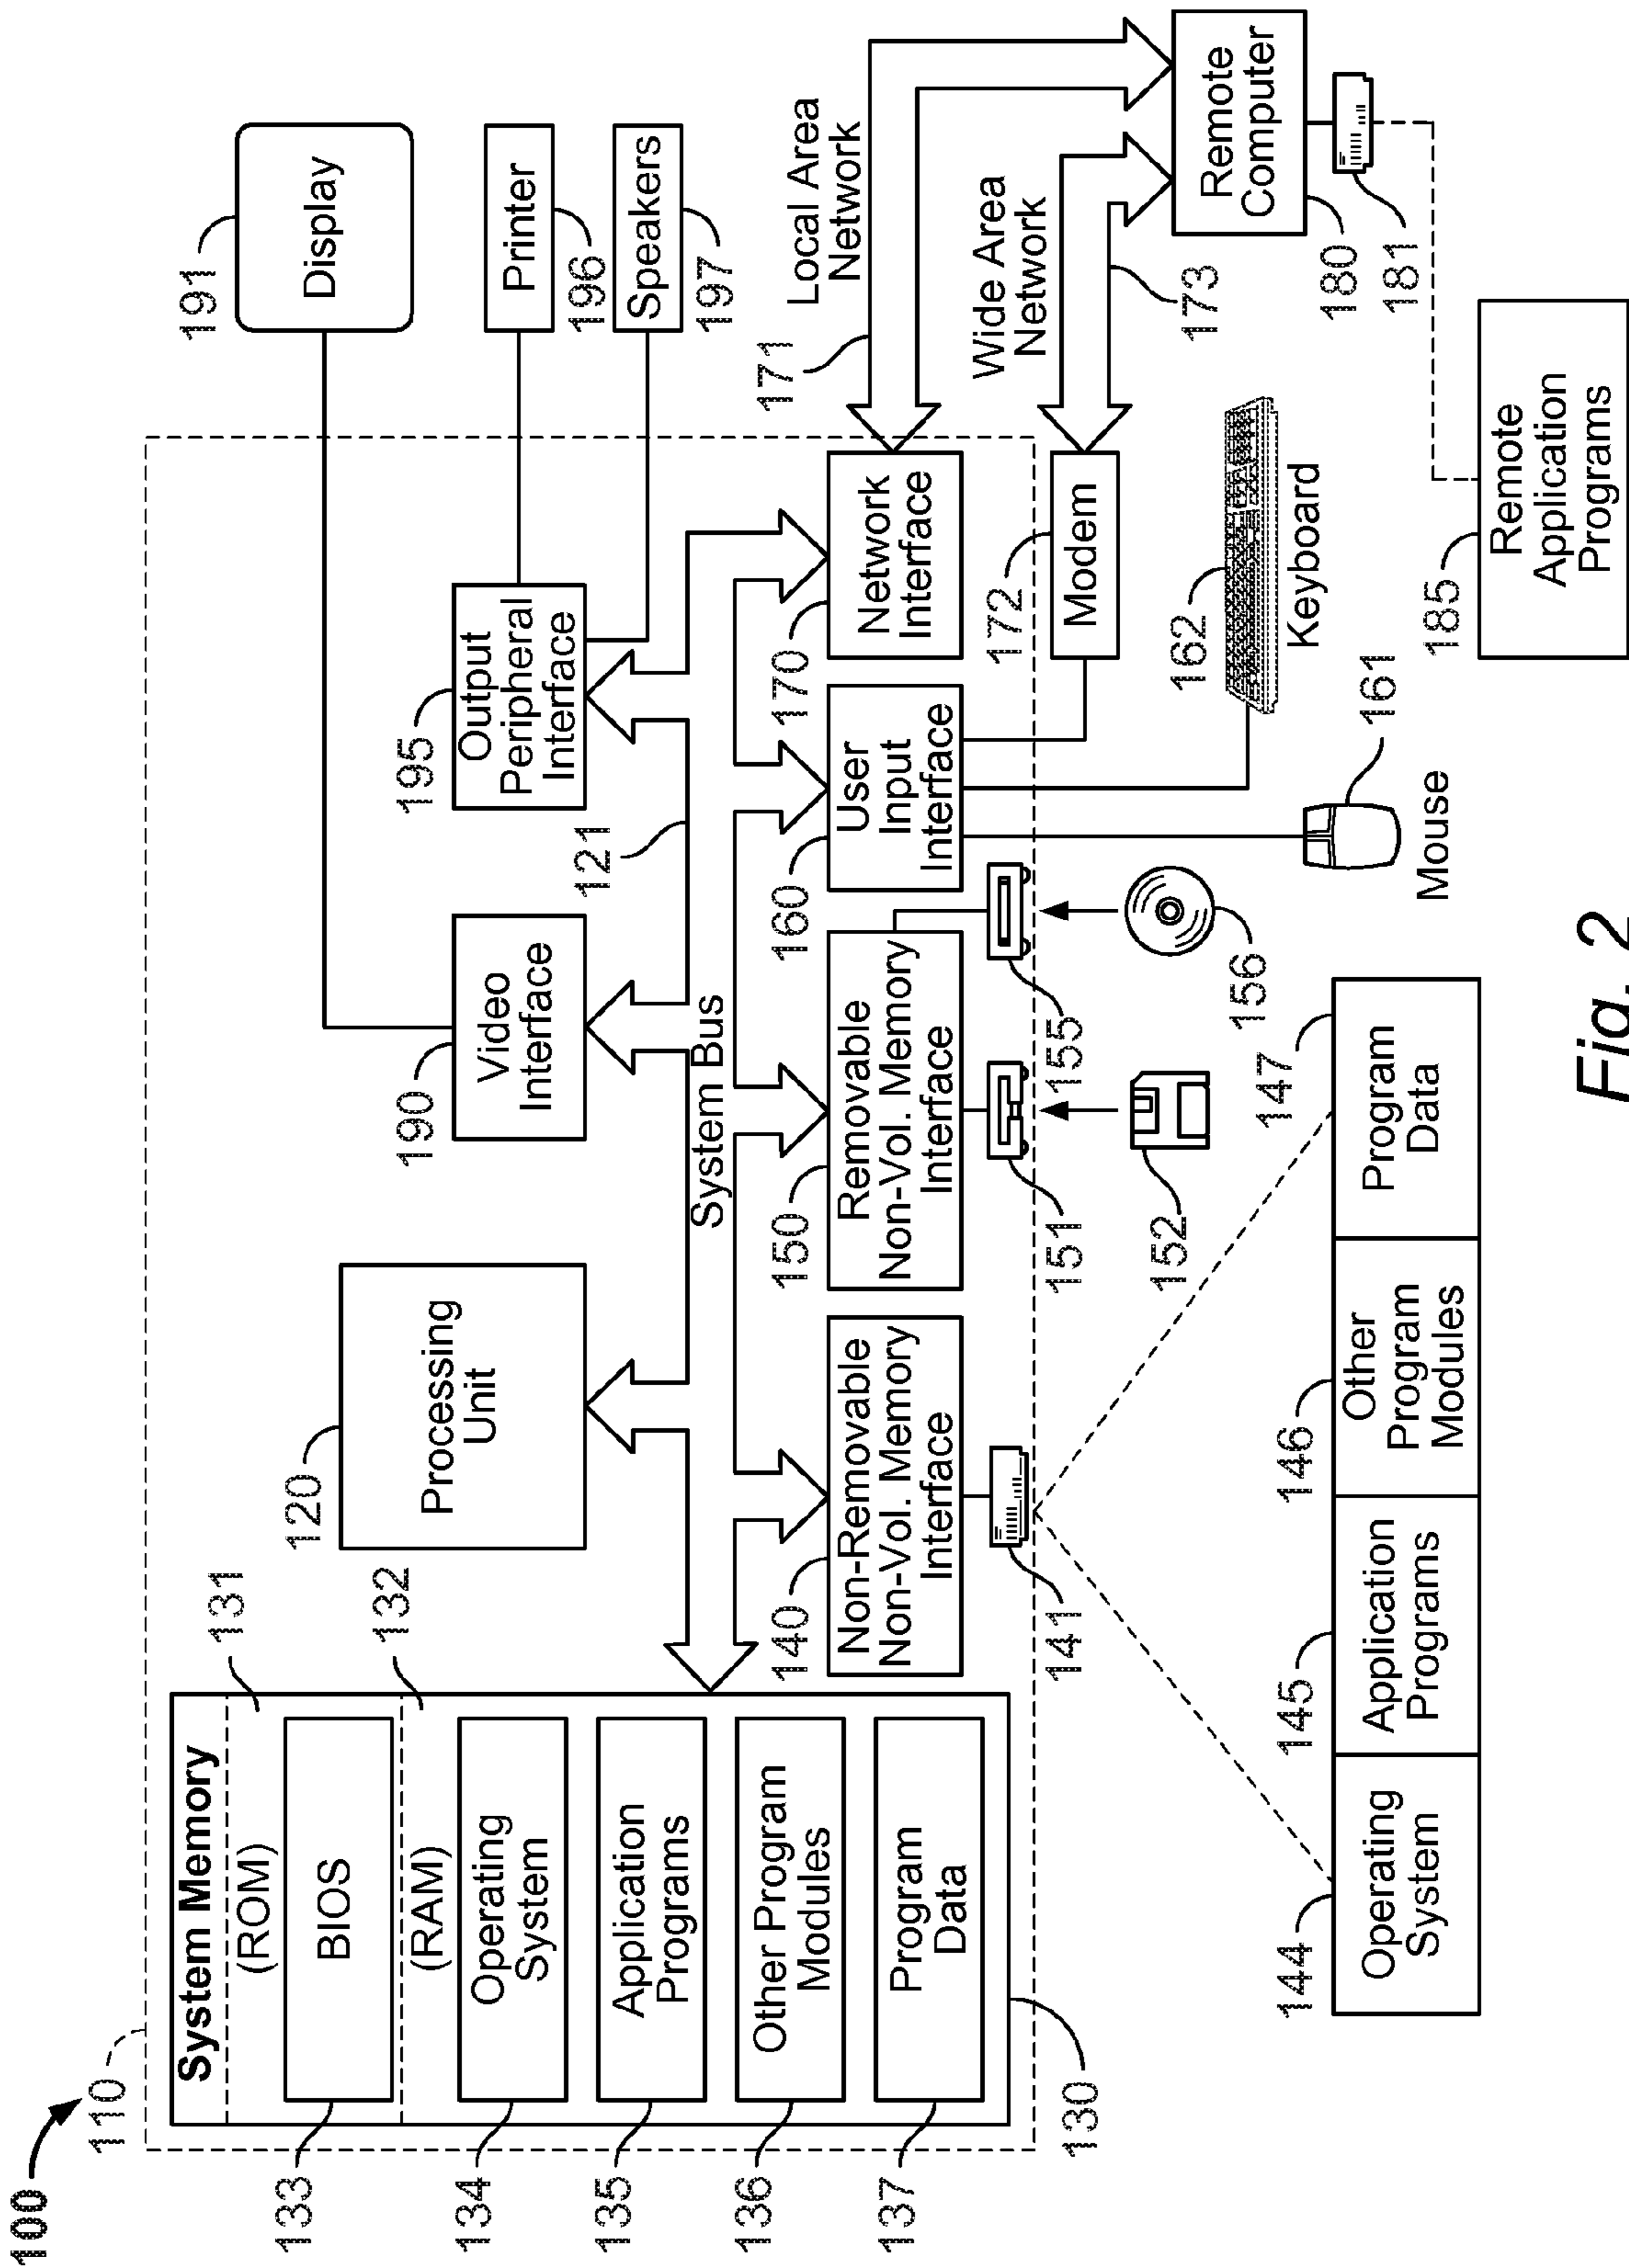 100
110
System Memory
(ROM)
131
BIOS
133
(RAM)
132
Operating
System
134
Application
Programs
135
Other Program
Modules
136
Program
Data
137
130
120
Processing
Unit
190
Video
Interface
195
Output
Peripheral
Interface
191
Display
Printer
196
Speakers
197
121
System Bus
140
Non-Removable
Non-Vol. Memory
Interface
141
150
Removable
Non-Vol. Memory
Interface
151
155
152
156
160
User
Input
Interface
170
Network
Interface
171
Local Area
Network
172
Modem
Wide Area
Network
173
Remote
Computer
180
181
162
Keyboard
161
Mouse
185
Remote
Application
Programs
144
Operating
System
145
Application
Programs
146
Other
Program
Modules
147
Program
Data
Fig. 2